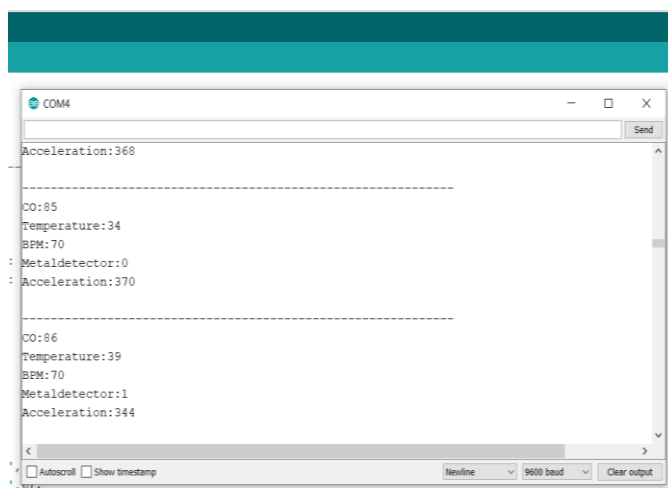 COM4
Send
Acceleration:368
-------------------------------------------------------------
CO:85
Temperature:34
BPM:70
Metaldetector:0
Acceleration:370
-------------------------------------------------------------
CO:86
Temperature:39
BPM:70
Metaldetector:1
Acceleration:344
Autoscroll Show timestamp Newline 9600 baud Clear output